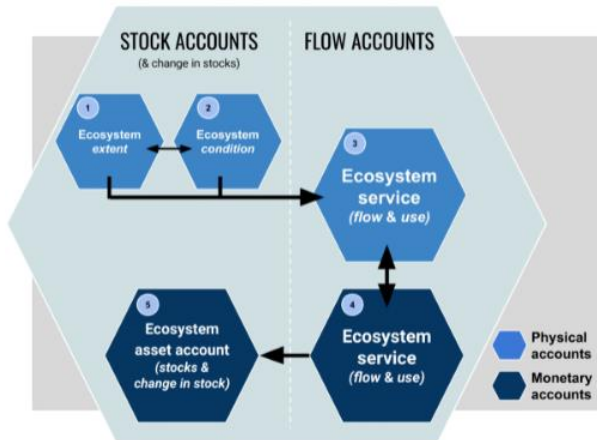 STOCK ACCOUNTS
(& change in stocks)
FLOW ACCOUNTS
1
Ecosystem
extent
2
Ecosystem
condition
3
Ecosystem
service
(flow & use)
5
Ecosystem
asset account
(stocks &
change in stock)
4
Ecosystem
service
(flow & use)
Physical
accounts
Monetary
accounts